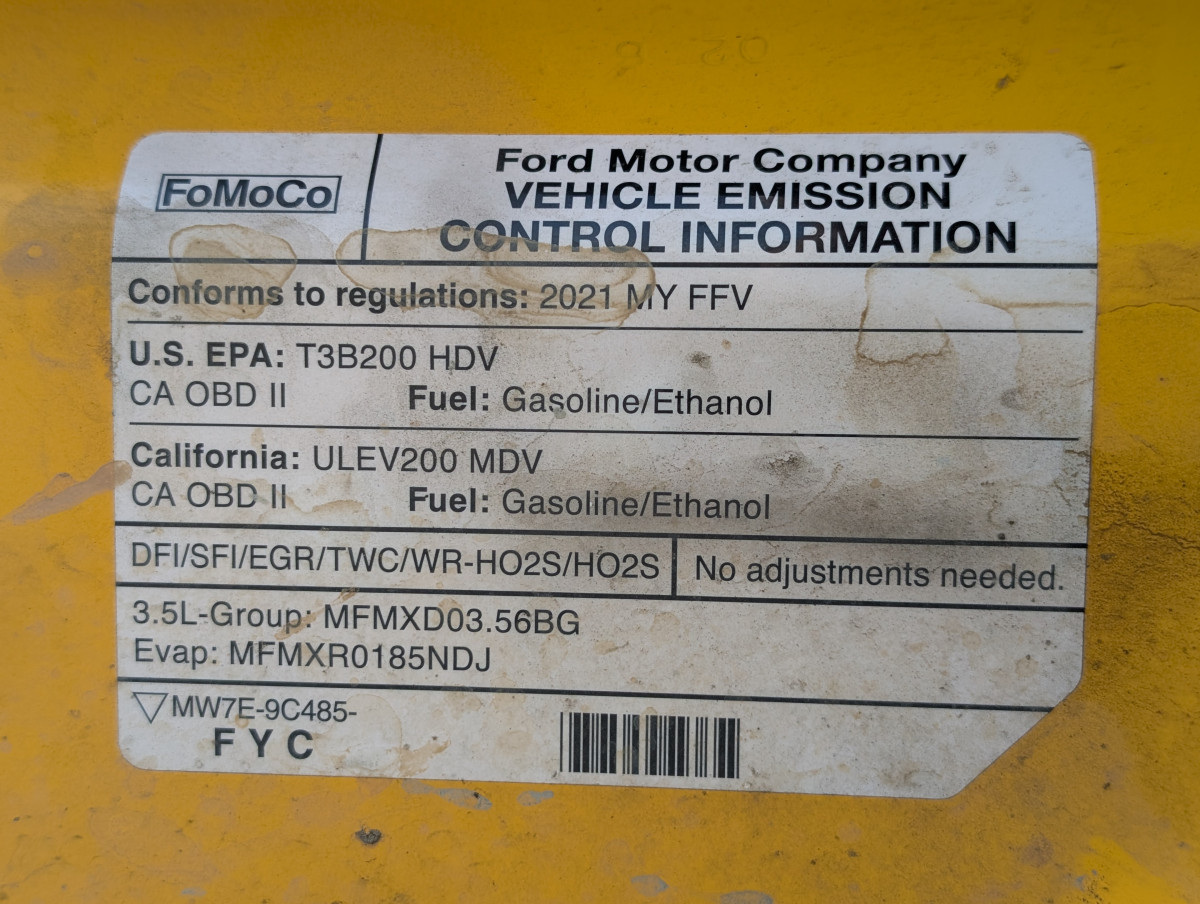 FoMoCo
Ford Motor Company
VEHICLE EMISSION
CONTROL INFORMATION
Conforms to regulations: 2021 MY FFV
U.S. EPA: T3B200 HDV
CA OBD II Fuel: Gasoline/Ethanol
California: ULEV200 MDV
CA OBD II Fuel: Gasoline/Ethanol
DFI/SFI/EGR/TWC/WR-HO2S/HO2S
No adjustments needed.
3.5L-Group: MFMXD03.56BG
Evap: MFMXR0185NDJ
MW7E-9C485-
F Y C